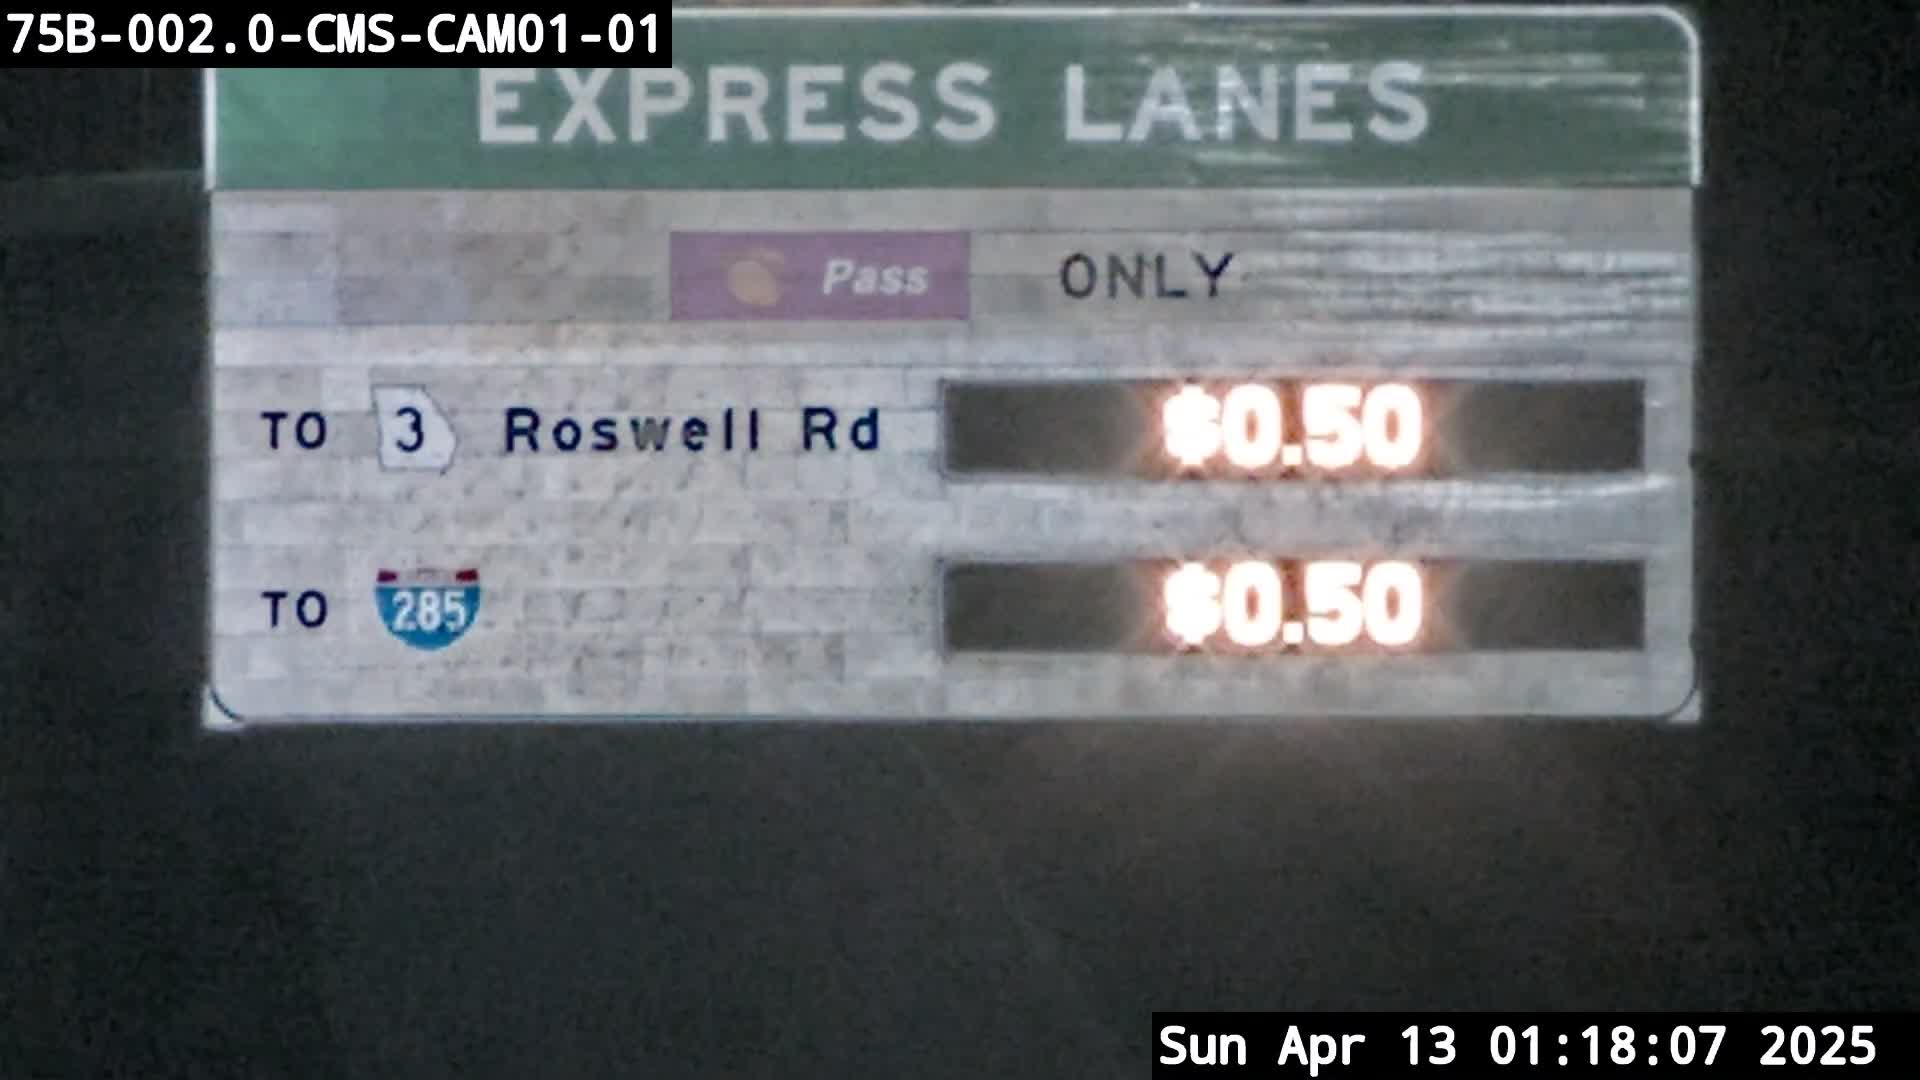 75B-002.0-CMS-CAM01-01
EXPRESS LANES
Pass ONLY
TO 3 Roswell Rd $0.50
TO 285 $0.50
Sun Apr 13 01:18:07 2025